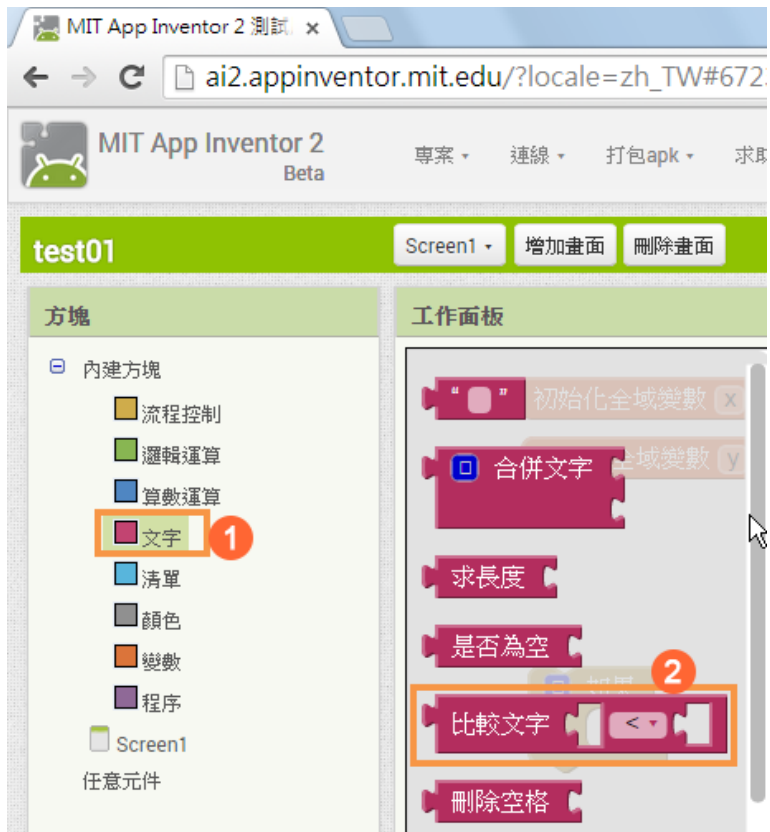 MIT App Inventor 2 測試
ai2.appinventor.mit.edu/?locale=zh_TW#672
MIT App Inventor 2
Beta
專案 連線 打包apk 求助
test01
Screen1 增加畫面 刪除畫面
方塊
工作面板
內建方塊
流程控制
邏輯運算
算數運算
文字
1
清單
顏色
變數
程序
Screen1
任意元件
“ ” 初始化全域變數 x
合併文字 全域變數 y
求長度
是否為空
如果
2
比較文字 <
刪除空格